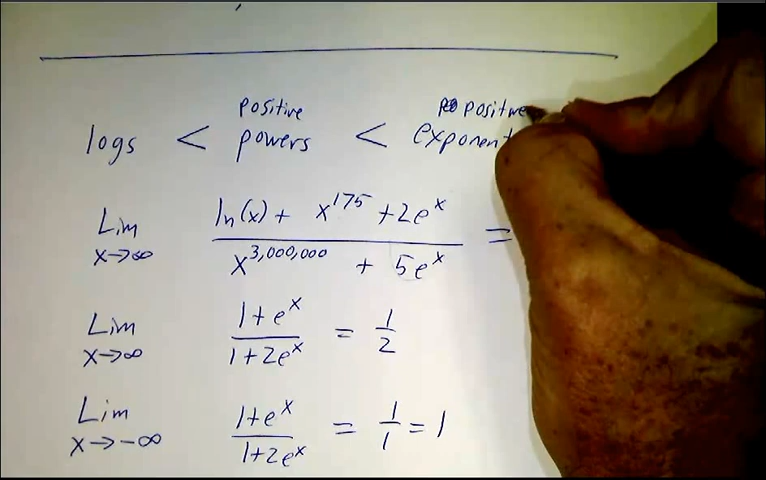 positive positive
logs < powers <
Lim x→∞ (ln(x) + x^175 + 2e^x) / (x^3,000,000 + 5e^x) =
Lim x→∞ (1+e^x) / (1+2e^x) = 1/2
Lim x→-∞ (1+e^x) / (1+2e^x) = 1/1 = 1